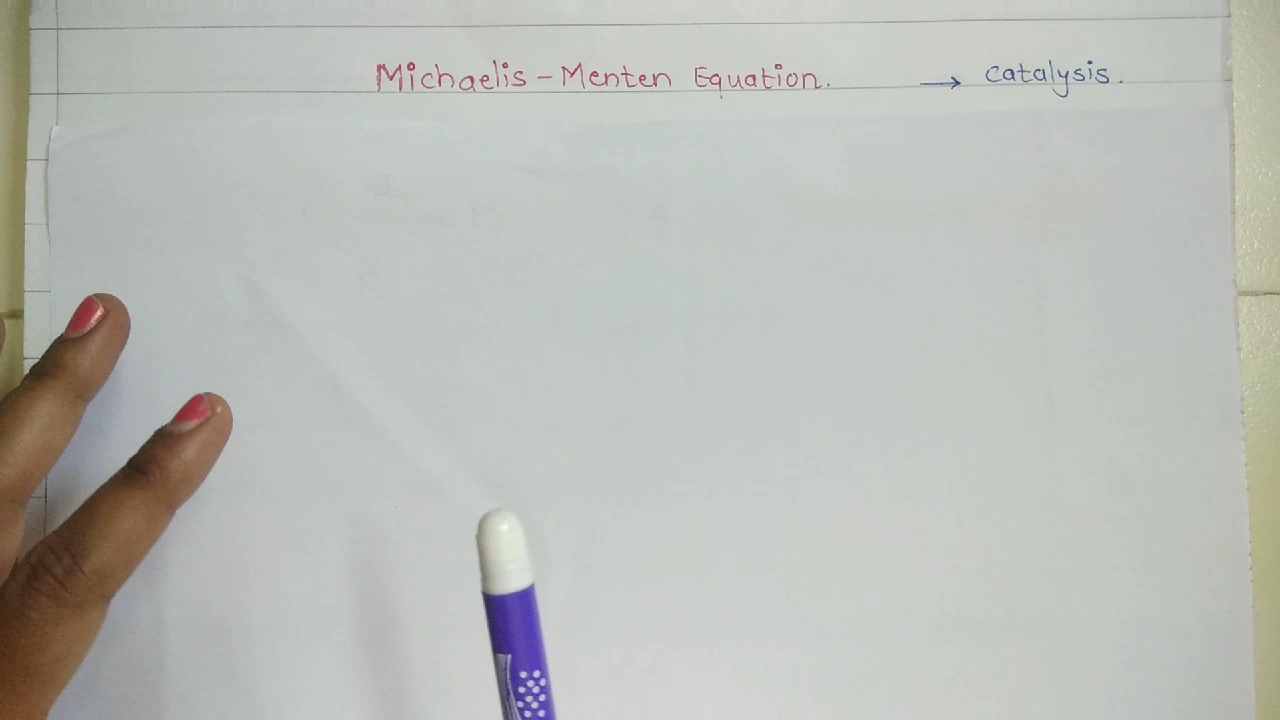 Michaelis - Menten Equation. → Catalysis.